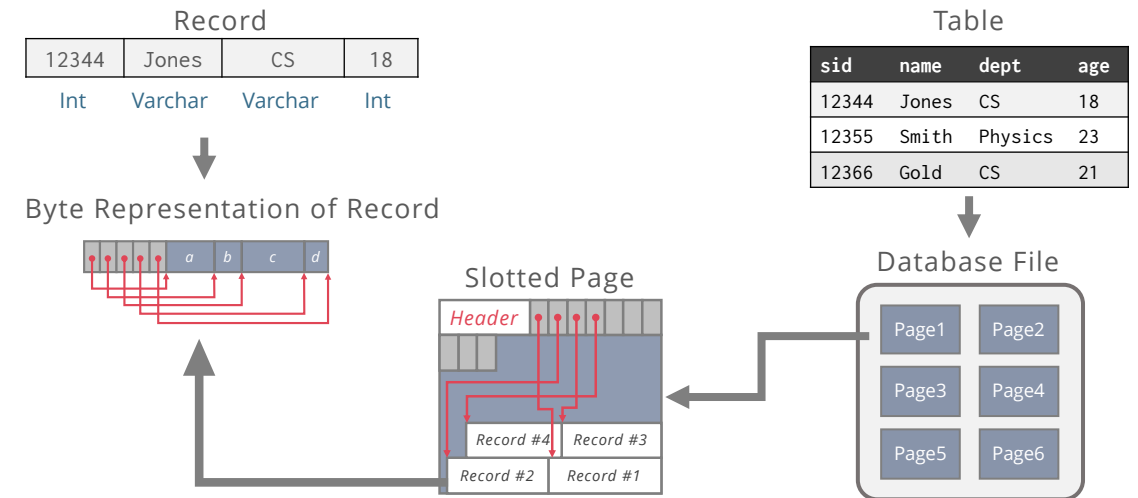 Record
12344 Jones CS 18
Int Varchar Varchar Int
Byte Representation of Record
a b c d
Table
sid name dept age
12344 Jones CS 18
12355 Smith Physics 23
12366 Gold CS 21
Database File
Page1 Page2
Page3 Page4
Page5 Page6
Slotted Page
Header
Record #4 Record #3
Record #2 Record #1